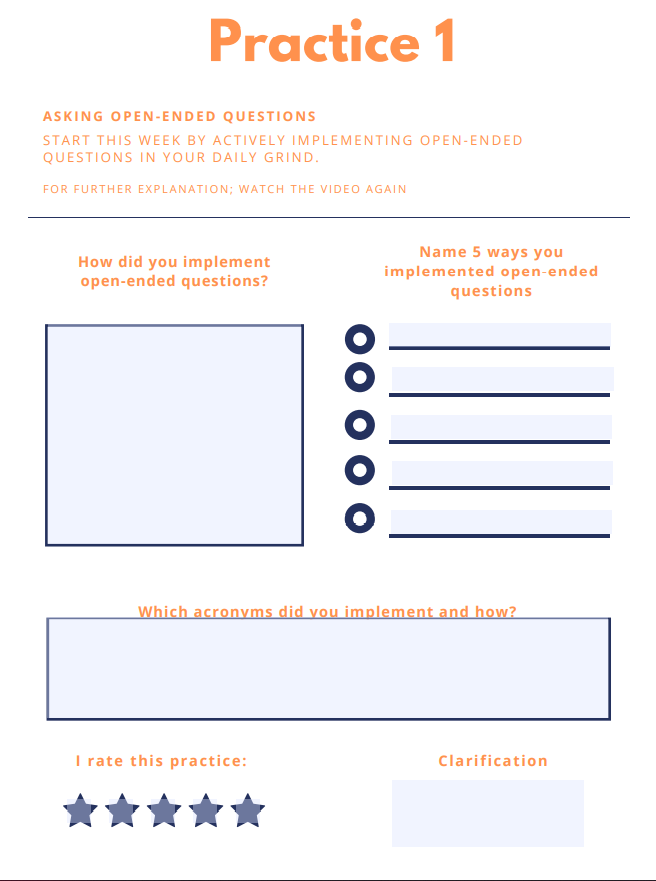 Practice 1
ASKING OPEN-ENDED QUESTIONS
START THIS WEEK BY ACTIVELY IMPLEMENTING OPEN-ENDED
QUESTIONS IN YOUR DAILY GRIND.
FOR FURTHER EXPLANATION; WATCH THE VIDEO AGAIN
How did you implement
open-ended questions?
Name 5 ways you
implemented open-ended
questions
Which acronyms did you implement and how?
I rate this practice:
Clarification